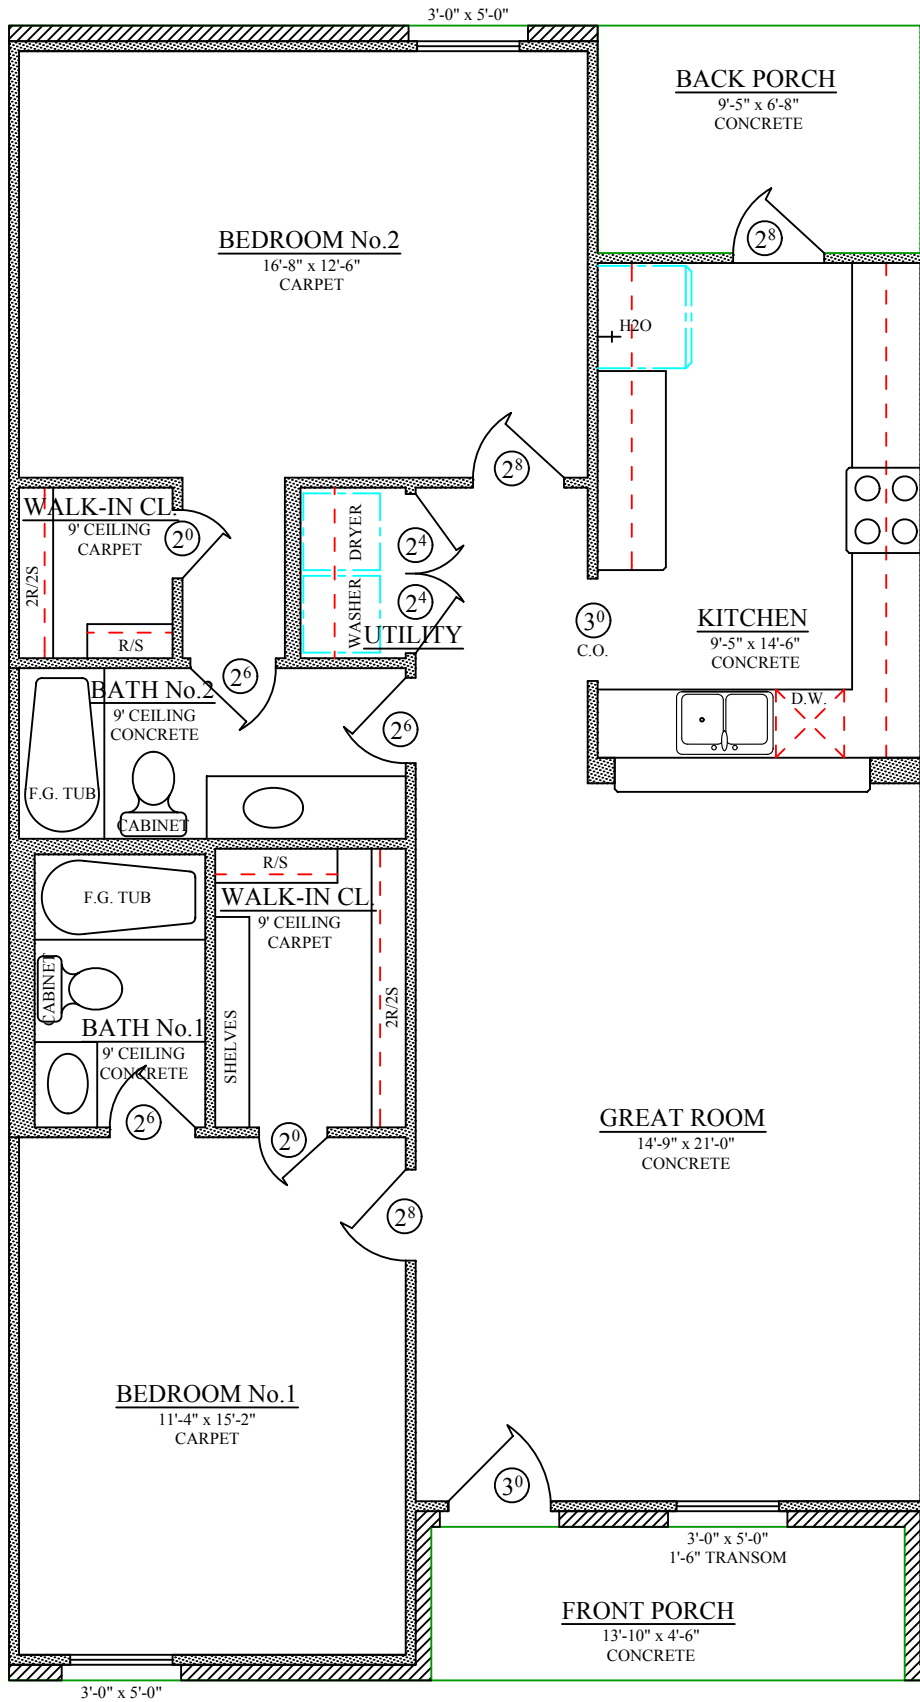 3'-0" x 5'-0"
BACK PORCH
9'-5" x 6'-8"
CONCRETE
2⁸
BEDROOM No.2
16'-8" x 12'-6"
CARPET
H2O
2⁸
WALK-IN CL.
9' CEILING
CARPET
2⁰
2R/2S
R/S
DRYER
WASHER
2⁴
2⁴
UTILITY
3⁰
C.O.
KITCHEN
9'-5" x 14'-6"
CONCRETE
D.W.
2⁶
BATH No.2
9' CEILING
CONCRETE
2⁶
F.G. TUB
CABINET
R/S
F.G. TUB
WALK-IN CL.
9' CEILING
CARPET
CABINET
2R/2S
SHELVES
BATH No.1
9' CEILING
CONCRETE
2⁶
2⁰
GREAT ROOM
14'-9" x 21'-0"
CONCRETE
2⁸
BEDROOM No.1
11'-4" x 15'-2"
CARPET
3⁰
3'-0" x 5'-0"
1'-6" TRANSOM
FRONT PORCH
13'-10" x 4'-6"
CONCRETE
3'-0" x 5'-0"